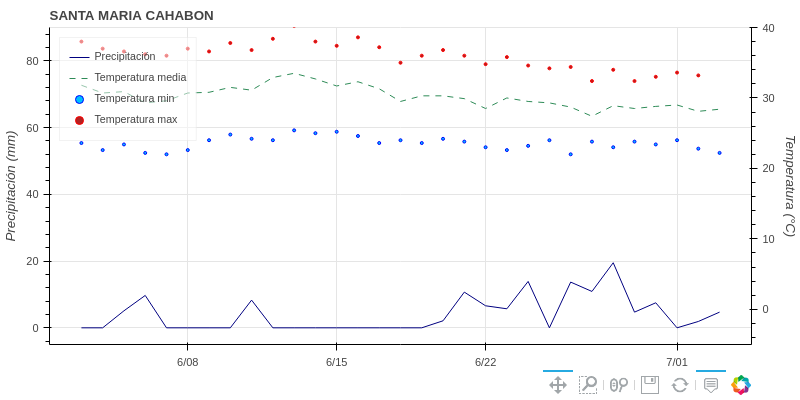 SANTA MARIA CAHABON
Precipitación
Temperatura media
Temperatura min
Temperatura max
Precipitación (mm)
80
60
40
20
0
Temperatura (°C)
40
30
20
10
0
6/08
6/15
6/22
7/01